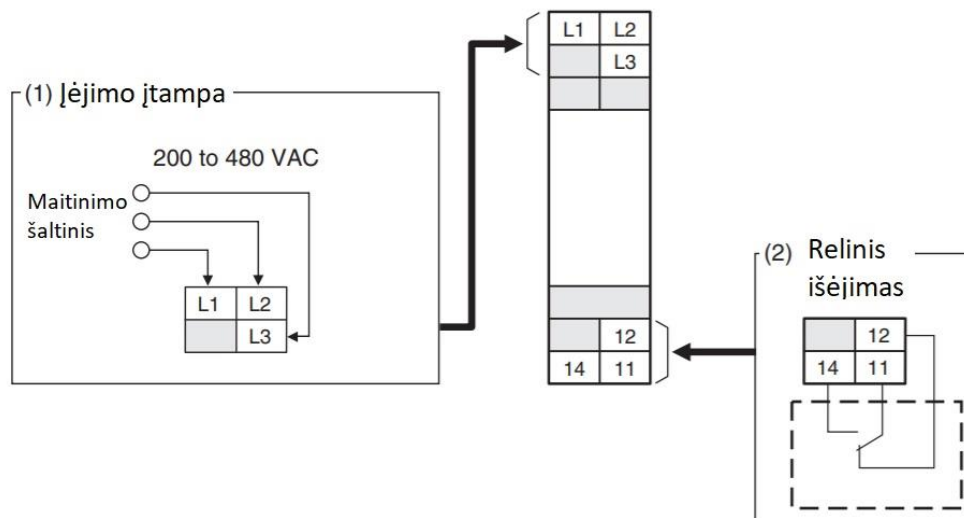 (1) Įėjimo įtampa
200 to 480 VAC
Maitinimo
šaltinis
L1 L2
L3
L1 L2
L3
12
14 11
(2) Relinis
išėjimas
12
14 11